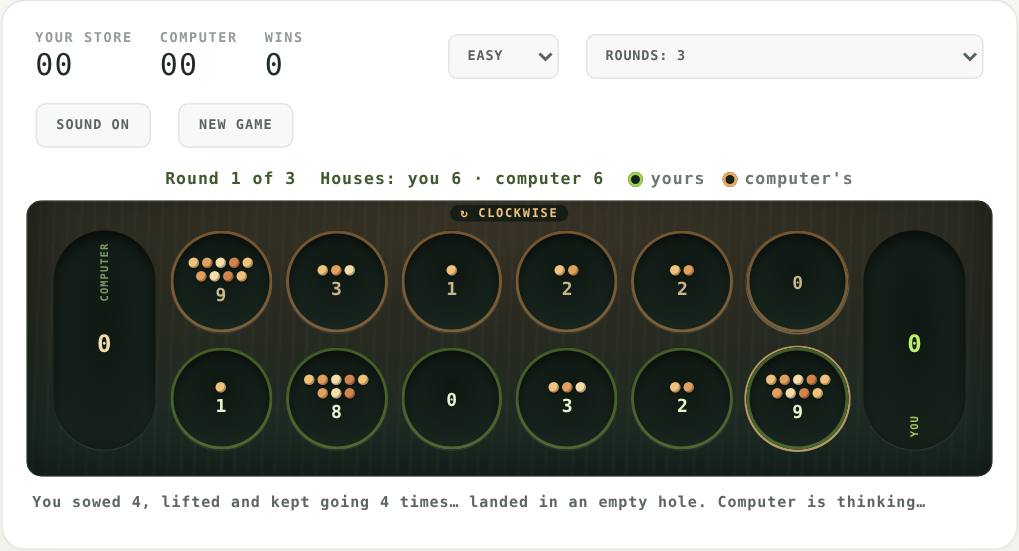 YOUR STORE COMPUTER WINS
00 00 0
EASY
ROUNDS: 3
SOUND ON NEW GAME
Round 1 of 3 Houses: you 6 · computer 6 yours computer's
↻ CLOCKWISE
COMPUTER
0
9 3 1 2 2 0
1 8 0 3 2 9
0
YOU
You sowed 4, lifted and kept going 4 times… landed in an empty hole. Computer is thinking…